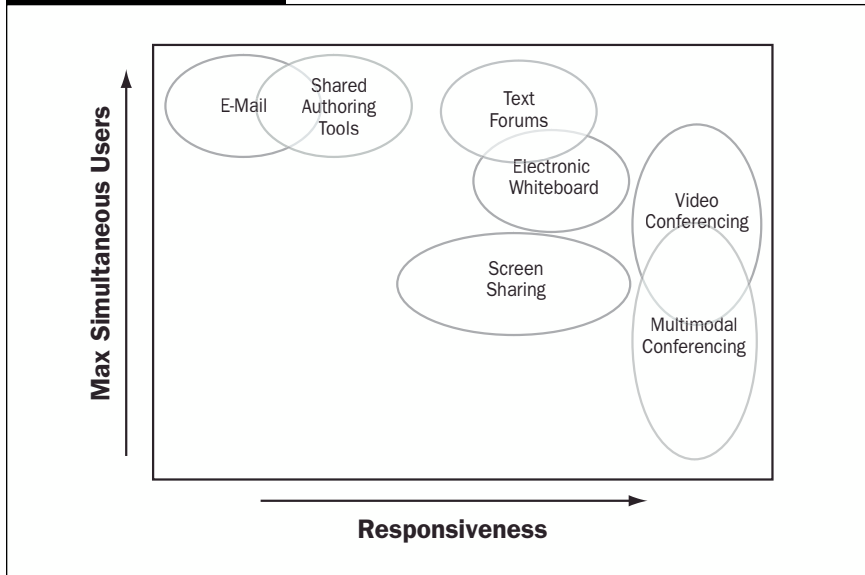 Max Simultaneous Users
E-Mail
Shared
Authoring
Tools
Text
Forums
Electronic
Whiteboard
Video
Conferencing
Screen
Sharing
Multimodal
Conferencing
Responsiveness